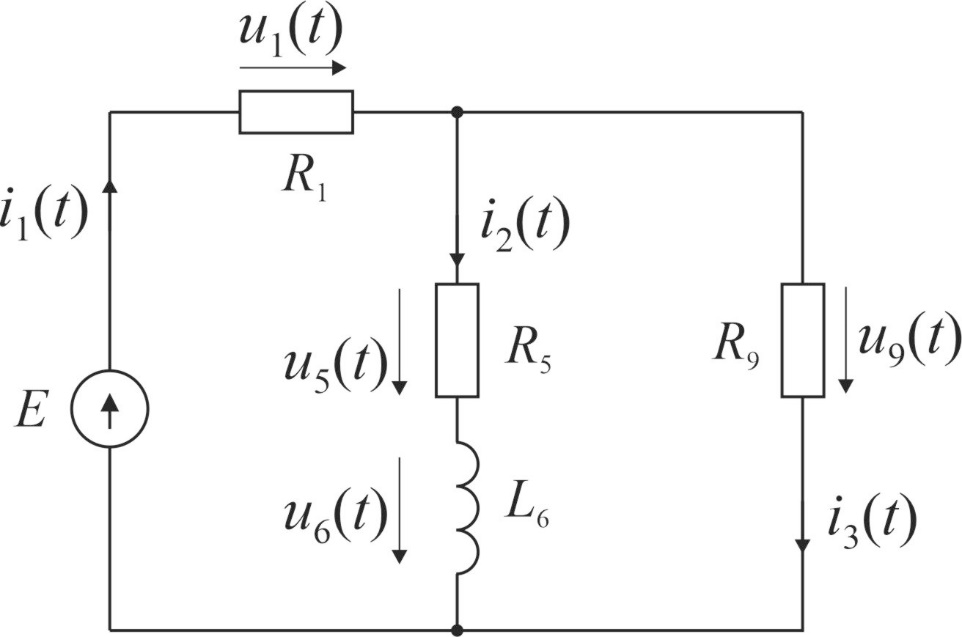 u₁(t)
R₁
i₁(t)
i₂(t)
u₅(t)
R₅
R₉
u₉(t)
E
u₆(t)
L₆
i₃(t)